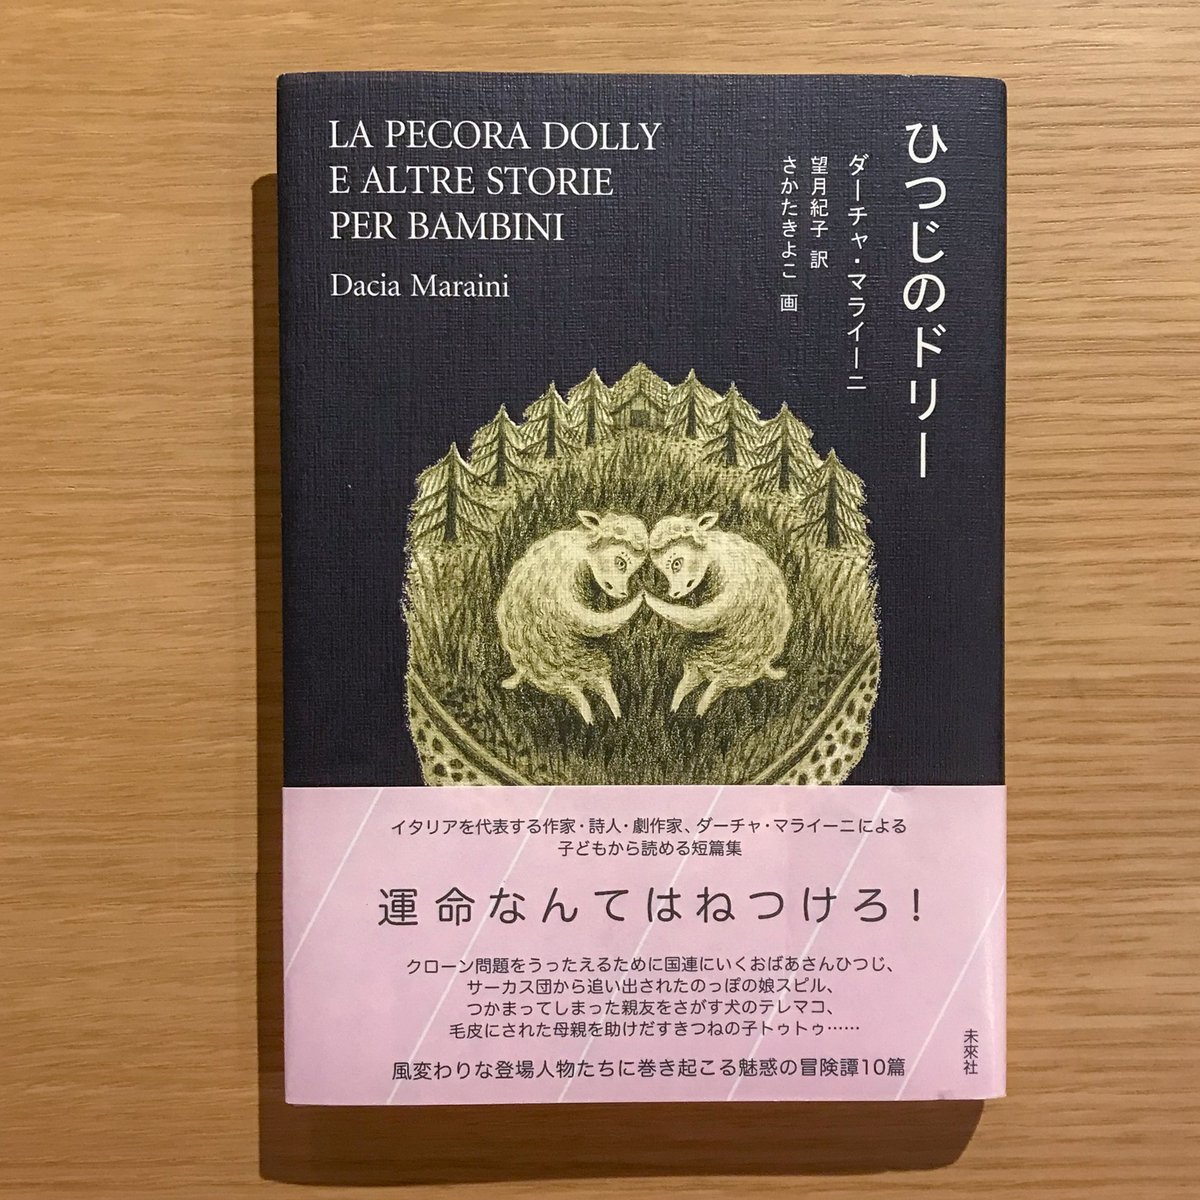 LA PECORA DOLLY
E ALTRE STORIE
PER BAMBINI
Dacia Maraini
ひつじのドリー
ダーチャ・マライーニ
望月紀子 訳
さかたきよこ 画
イタリアを代表する作家・詩人・劇作家、ダーチャ・マライーニによる
子どもから読める短篇集
運命なんてはねつけろ!
クローン問題をうったえるために国連にいくおばあさんひつじ、
サーカス団から追い出されたのっぽの娘スピル、
つかまってしまった親友をさがす犬のテレマコ、
毛皮にされた母親を助けだすきつねの子トゥトゥ……
風変わりな登場人物たちに巻き起こる魅惑の冒険譚10篇
未來社